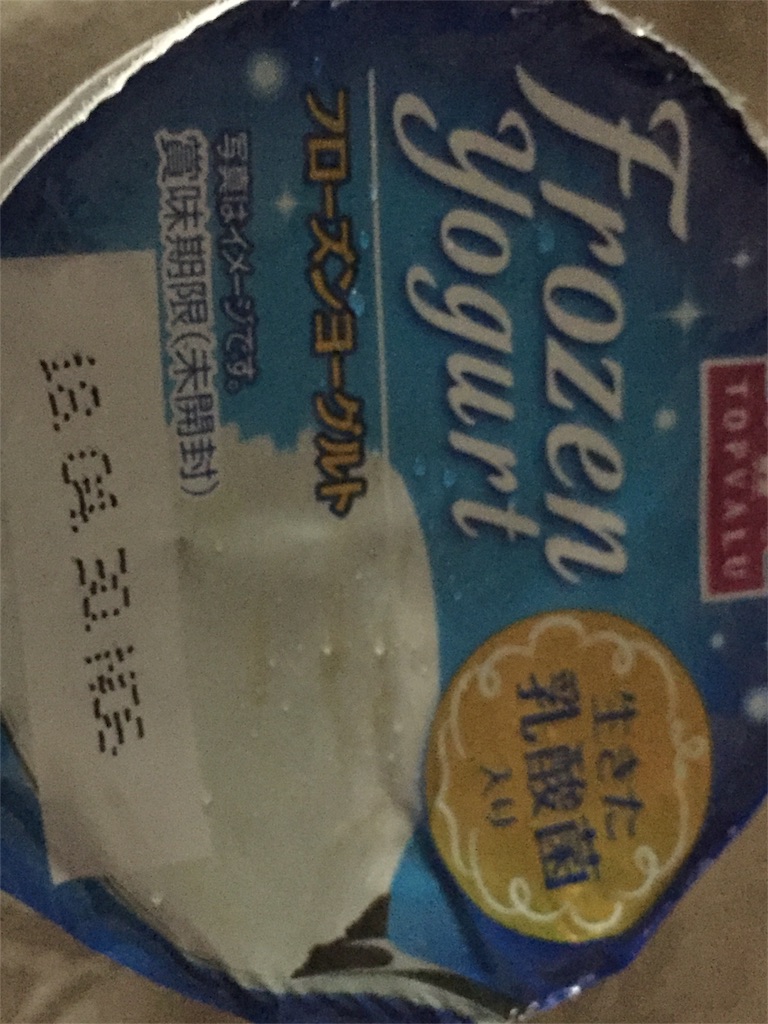 TOPVALU
Frozen
yogurt
フローズンヨーグルト
写真はイメージです。
賞味期限(未開封)
生きた
乳酸菌
入り